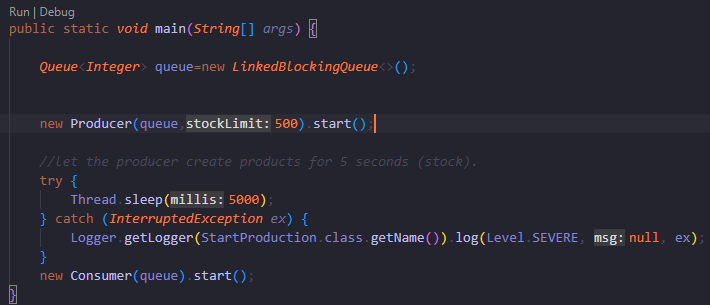 Run | Debug
public static void main(String[] args) {
Queue<Integer> queue=new LinkedBlockingQueue<>();
new Producer(queue,stockLimit: 500).start();
//let the producer create products for 5 seconds (stock).
try {
Thread.sleep(millis: 5000);
} catch (InterruptedException ex) {
Logger.getLogger(StartProduction.class.getName()).log(Level.SEVERE, msg: null, ex);
}
new Consumer(queue).start();
}